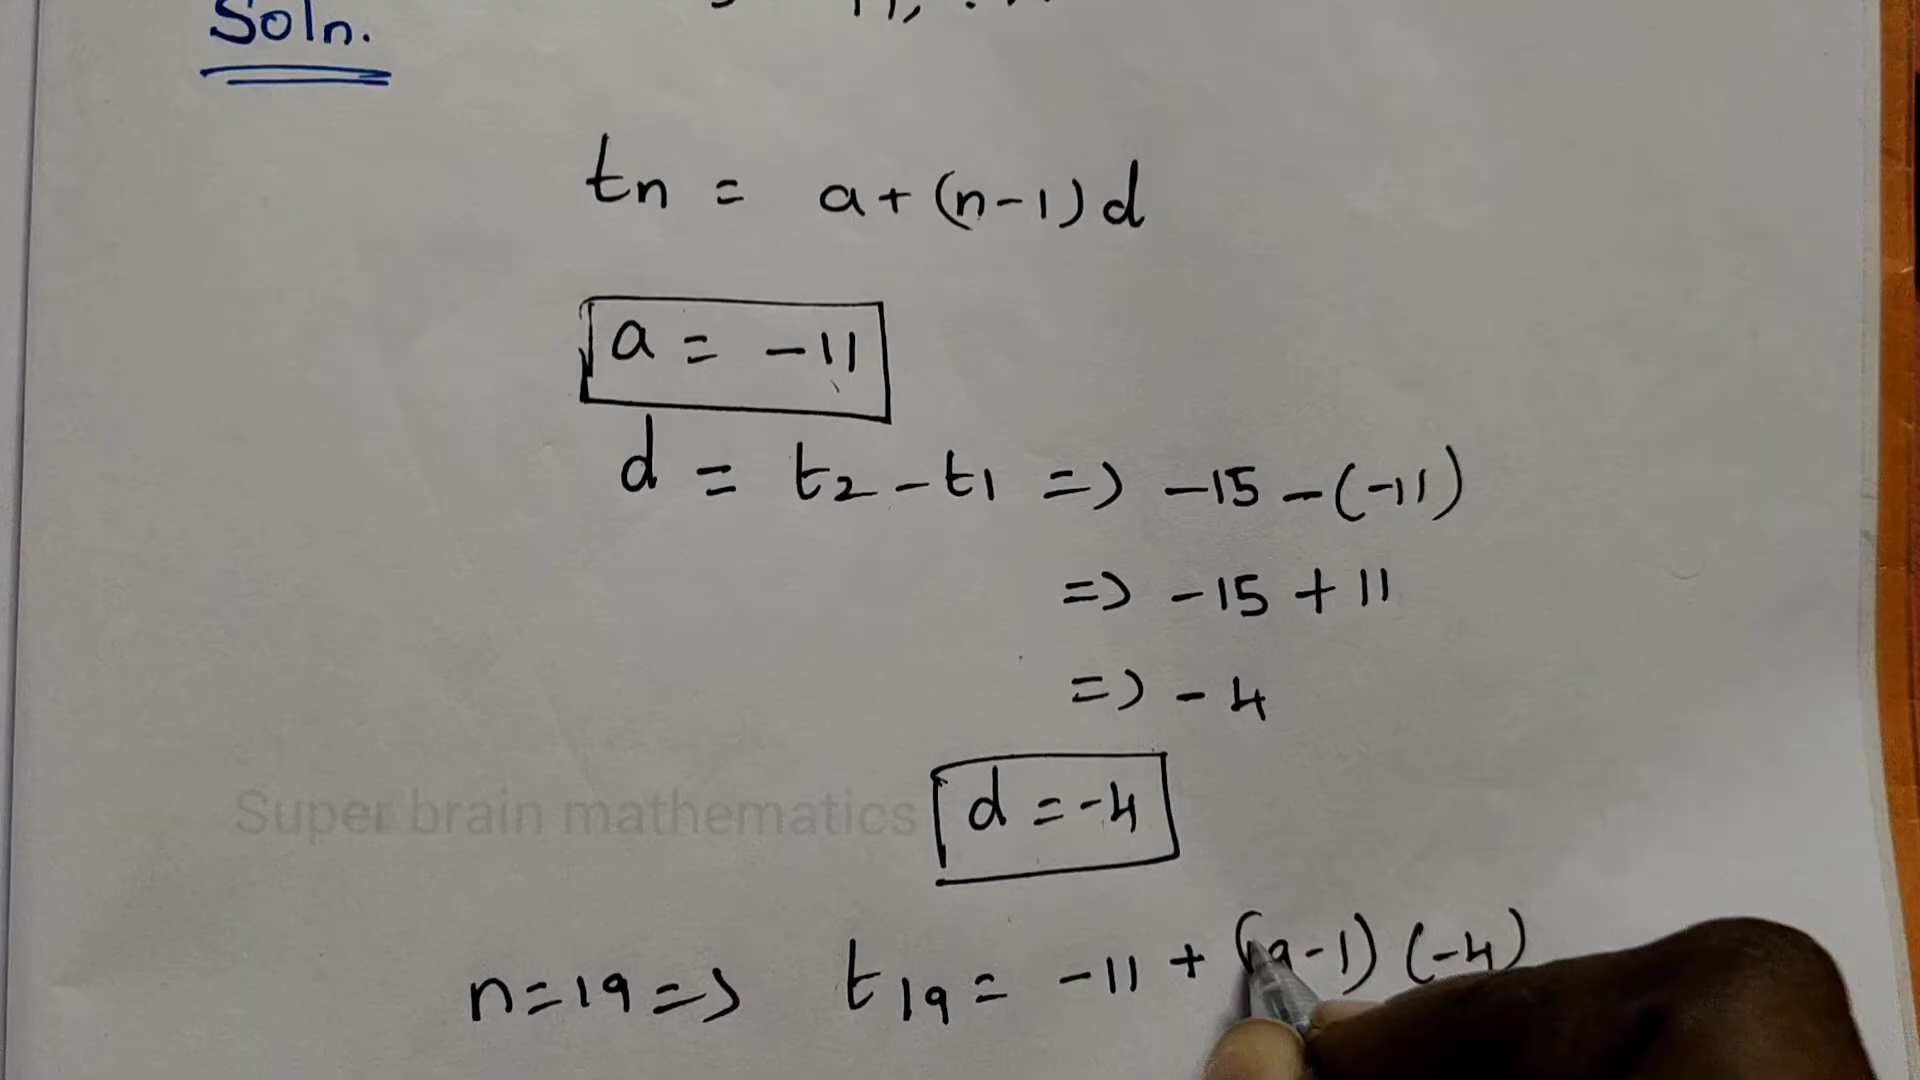 Soln.
tn = a + (n-1) d
a = -11
d = t2 - t1 => -15 - (-11)
=> -15 + 11
=> -4
Super brain mathematics
d = -4
n=19 => t19 = -11 + (19-1) (-4)